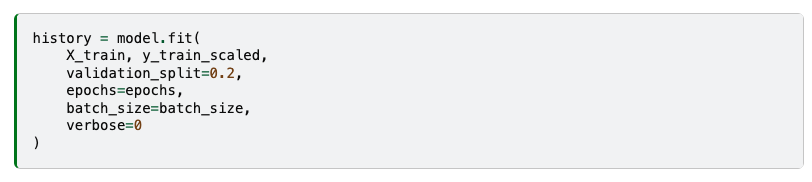 history = model.fit(
    X_train, y_train_scaled,
    validation_split=0.2,
    epochs=epochs,
    batch_size=batch_size,
    verbose=0
)